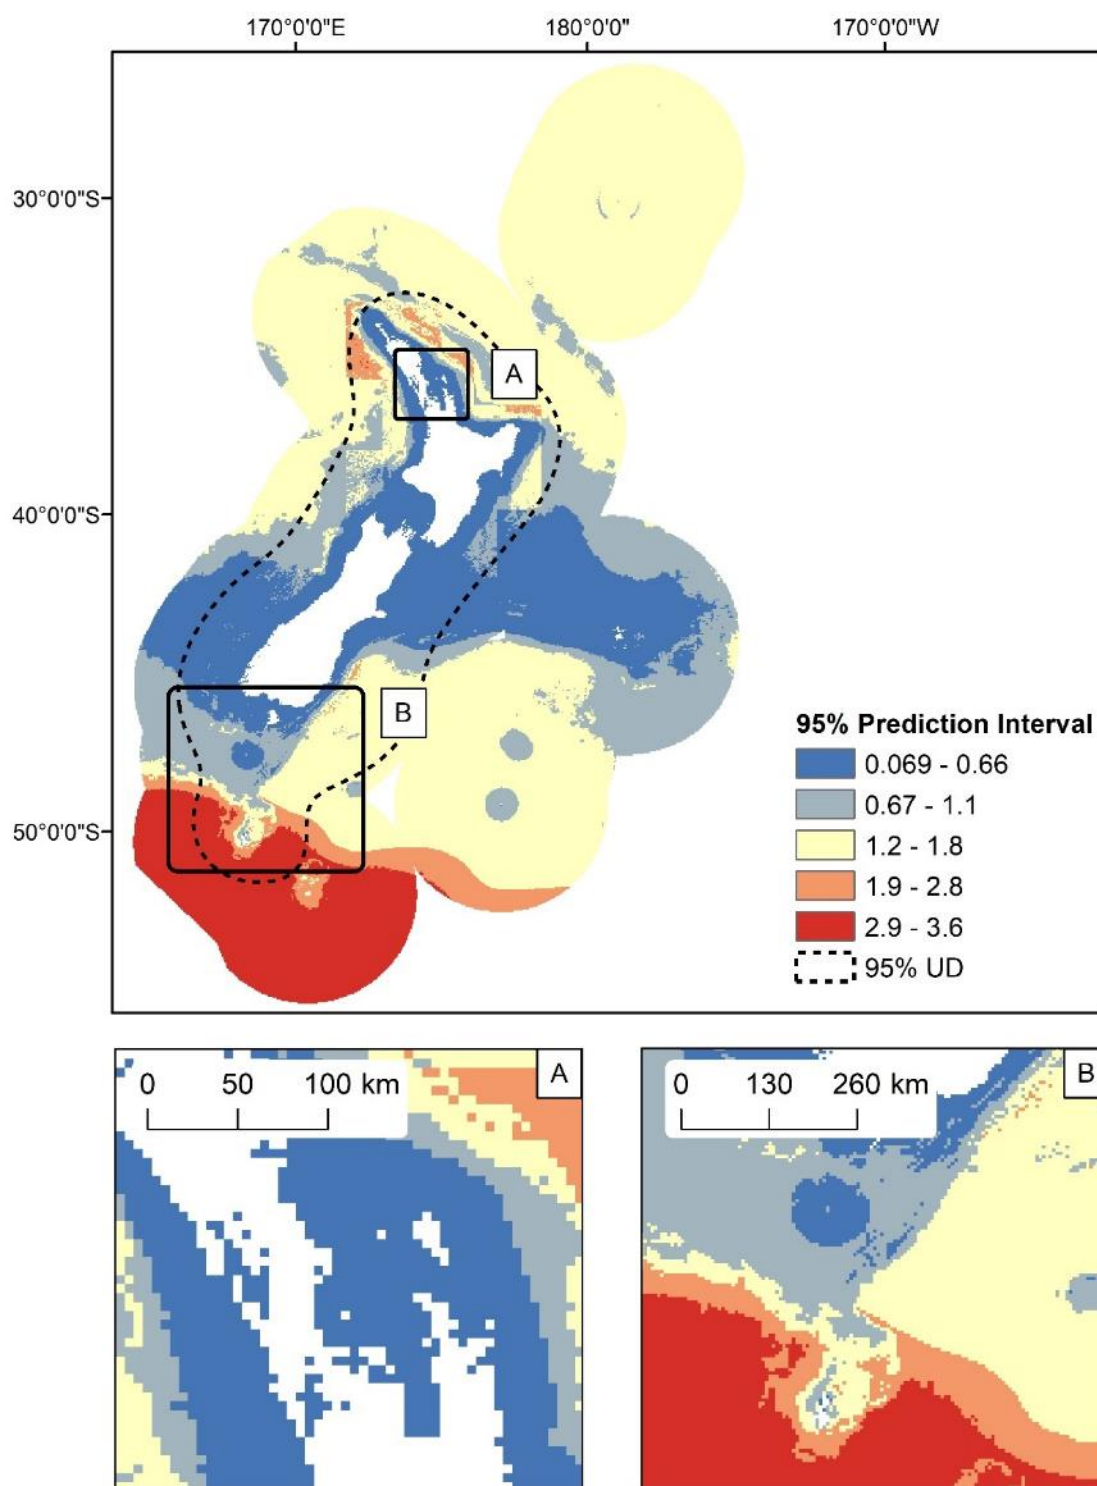 170°0'0"E 180°0'0" 170°0'0"W
30°0'0"S
A
40°0'0"S
B
95% Prediction Interval
0.069 - 0.66
0.67 - 1.1
1.2 - 1.8
50°0'0"S
1.9 - 2.8
2.9 - 3.6
95% UD
0 50 100 km
A
0 130 260 km
B